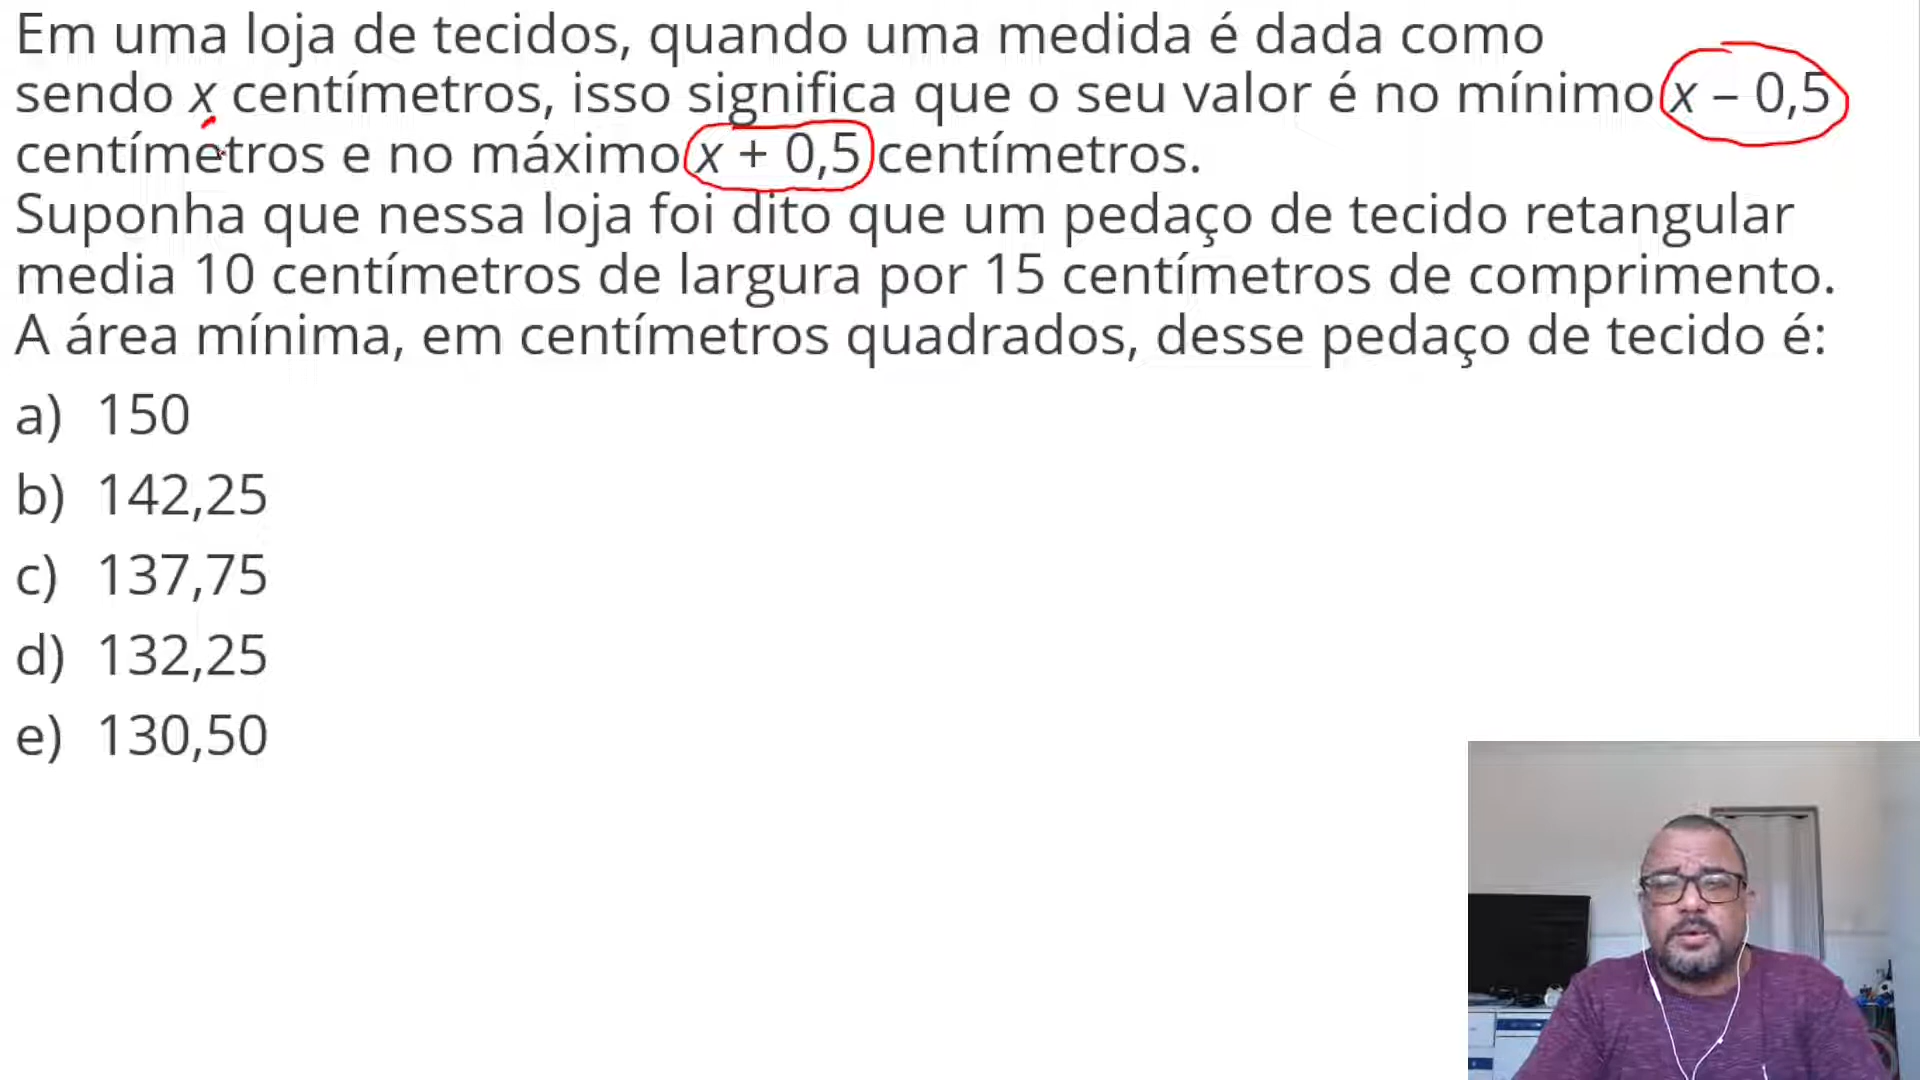 Em uma loja de tecidos, quando uma medida é dada como
sendo x centímetros, isso significa que o seu valor é no mínimo x – 0,5
centímetros e no máximo x + 0,5 centímetros.
Suponha que nessa loja foi dito que um pedaço de tecido retangular
media 10 centímetros de largura por 15 centímetros de comprimento.
A área mínima, em centímetros quadrados, desse pedaço de tecido é:
a) 150
b) 142,25
c) 137,75
d) 132,25
e) 130,50